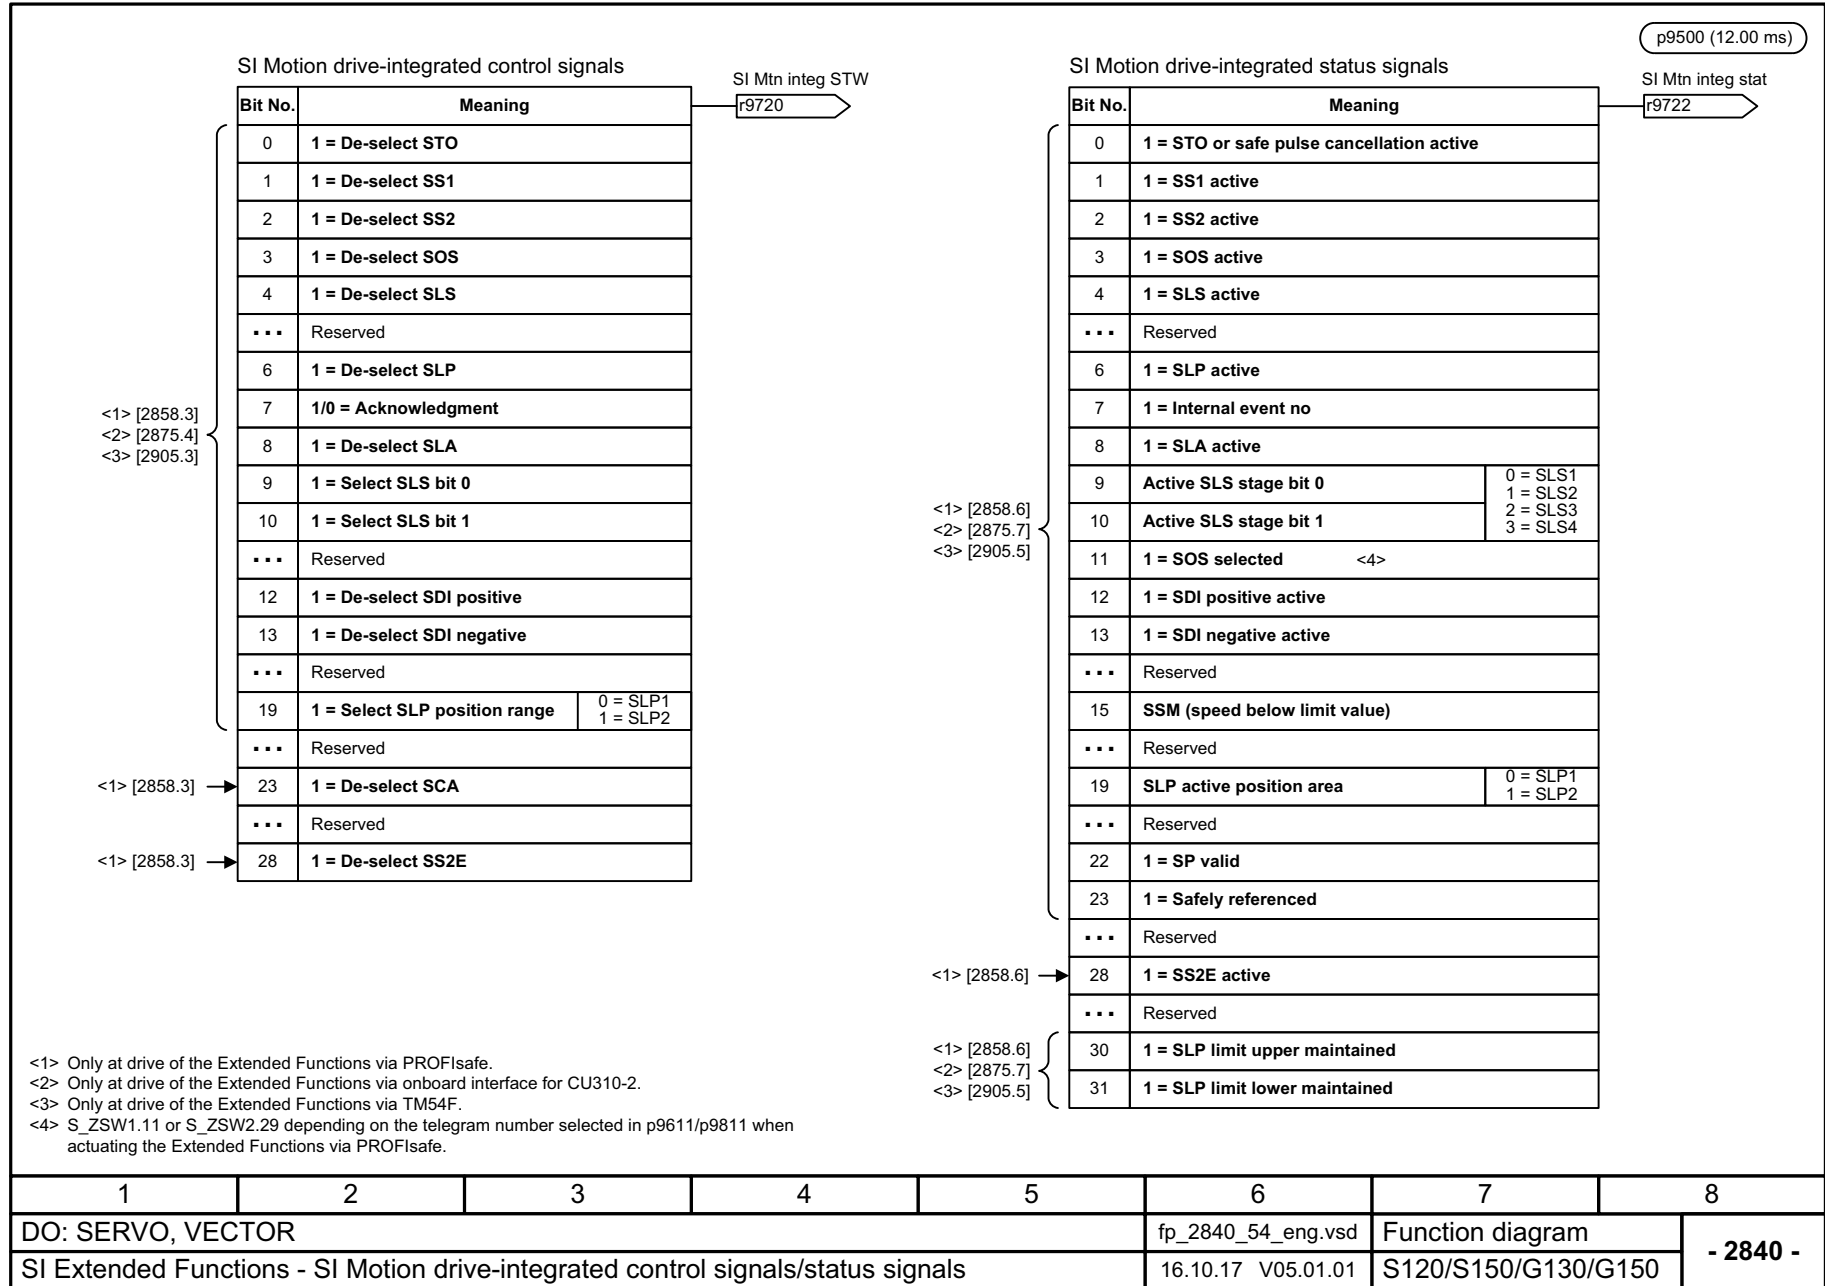 p9500 (12.00 ms)
SI Motion drive-integrated control signals
SI Mtn integ STW
r9720
Bit No. Meaning
0 1 = De-select STO
1 1 = De-select SS1
2 1 = De-select SS2
3 1 = De-select SOS
4 1 = De-select SLS
... Reserved
6 1 = De-select SLP
7 1/0 = Acknowledgment
8 1 = De-select SLA
9 1 = Select SLS bit 0
10 1 = Select SLS bit 1
... Reserved
12 1 = De-select SDI positive
13 1 = De-select SDI negative
... Reserved
19 1 = Select SLP position range
0 = SLP1
1 = SLP2
... Reserved
23 1 = De-select SCA
... Reserved
28 1 = De-select SS2E
<1> [2858.3]
<2> [2875.4]
<3> [2905.3]
<1> [2858.3]
<1> [2858.3]
SI Motion drive-integrated status signals
SI Mtn integ stat
r9722
Bit No. Meaning
0 1 = STO or safe pulse cancellation active
1 1 = SS1 active
2 1 = SS2 active
3 1 = SOS active
4 1 = SLS active
... Reserved
6 1 = SLP active
7 1 = Internal event no
8 1 = SLA active
9 Active SLS stage bit 0
10 Active SLS stage bit 1
0 = SLS1
1 = SLS2
2 = SLS3
3 = SLS4
11 1 = SOS selected <4>
12 1 = SDI positive active
13 1 = SDI negative active
... Reserved
15 SSM (speed below limit value)
... Reserved
19 SLP active position area
0 = SLP1
1 = SLP2
... Reserved
22 1 = SP valid
23 1 = Safely referenced
... Reserved
28 1 = SS2E active
... Reserved
30 1 = SLP limit upper maintained
31 1 = SLP limit lower maintained
<1> [2858.6]
<2> [2875.7]
<3> [2905.5]
<1> [2858.6]
<1> [2858.6]
<2> [2875.7]
<3> [2905.5]
<1> Only at drive of the Extended Functions via PROFIsafe.
<2> Only at drive of the Extended Functions via onboard interface for CU310-2.
<3> Only at drive of the Extended Functions via TM54F.
<4> S_ZSW1.11 or S_ZSW2.29 depending on the telegram number selected in p9611/p9811 when
actuating the Extended Functions via PROFIsafe.
1 2 3 4 5 6 7 8
DO: SERVO, VECTOR
fp_2840_54_eng.vsd
Function diagram
- 2840 -
SI Extended Functions - SI Motion drive-integrated control signals/status signals
16.10.17 V05.01.01
S120/S150/G130/G150